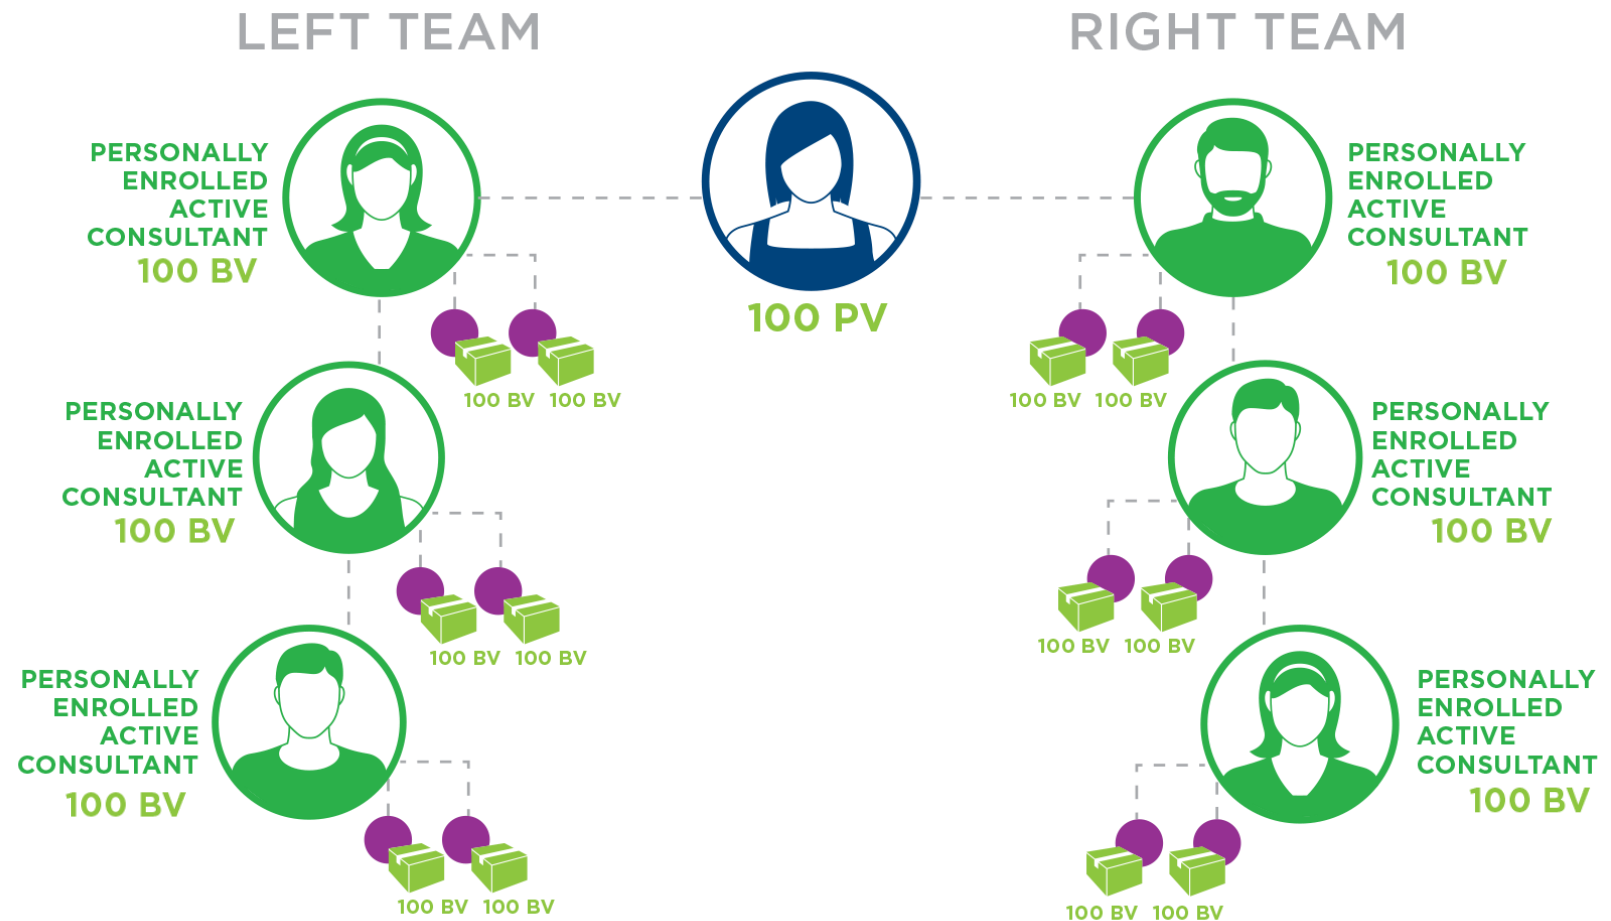 LEFT TEAM
RIGHT TEAM
PERSONALLY
ENROLLED
ACTIVE
CONSULTANT
100 BV
100 PV
PERSONALLY
ENROLLED
ACTIVE
CONSULTANT
100 BV
100 BV 100 BV
100 BV 100 BV
PERSONALLY
ENROLLED
ACTIVE
CONSULTANT
100 BV
PERSONALLY
ENROLLED
ACTIVE
CONSULTANT
100 BV
100 BV 100 BV
100 BV 100 BV
PERSONALLY
ENROLLED
ACTIVE
CONSULTANT
100 BV
PERSONALLY
ENROLLED
ACTIVE
CONSULTANT
100 BV
100 BV 100 BV
100 BV 100 BV